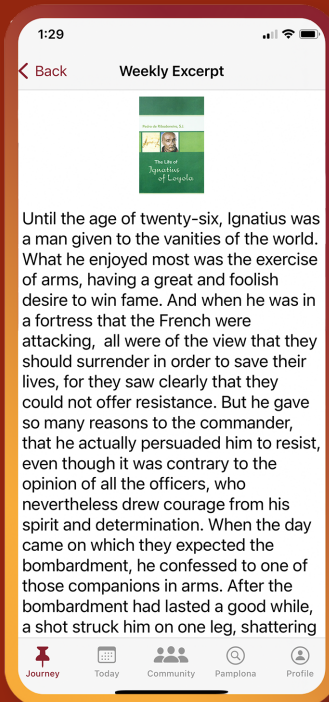 1:29
Back
Weekly Excerpt
The Life of
Ignatius
of Loyola
Until the age of twenty-six, Ignatius was
a man given to the vanities of the world.
What he enjoyed most was the exercise
of arms, having a great and foolish
desire to win fame. And when he was in
a fortress that the French were
attacking,  all were of the view that they
should surrender in order to save their
lives, for they saw clearly that they
could not offer resistance. But he gave
so many reasons to the commander,
that he actually persuaded him to resist,
even though it was contrary to the
opinion of all the officers, who
nevertheless drew courage from his
spirit and determination. When the day
came on which they expected the
bombardment, he confessed to one of
those companions in arms. After the
bombardment had lasted a good while,
a shot struck him on one leg, shattering
Journey
Today
Community
Pamplona
Profile